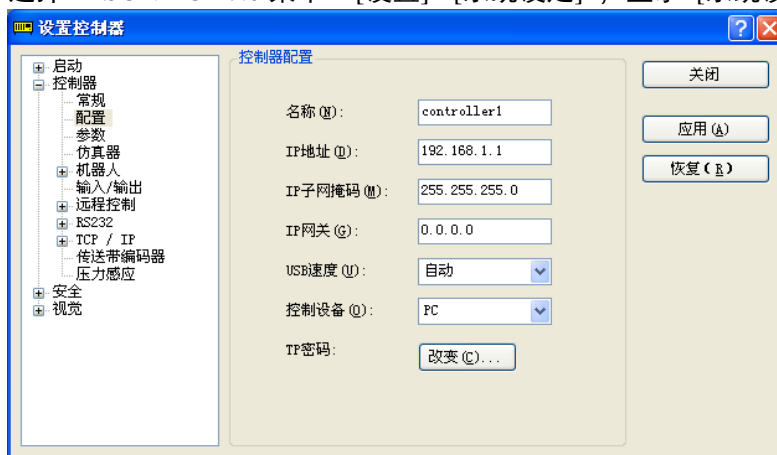 设置控制器
启动
控制器
常规
配置
参数
仿真器
机器人
输入/输出
远程控制
RS232
TCP / IP
传送带编码器
压力感应
安全
视觉
控制器配置
名称(N): controller1
IP地址(D): 192.168.1.1
IP子网掩码(M): 255.255.255.0
IP网关(G): 0.0.0.0
USB速度(U): 自动
控制设备(O): PC
TP密码: 改变(C)...
关闭
应用(A)
恢复(R)